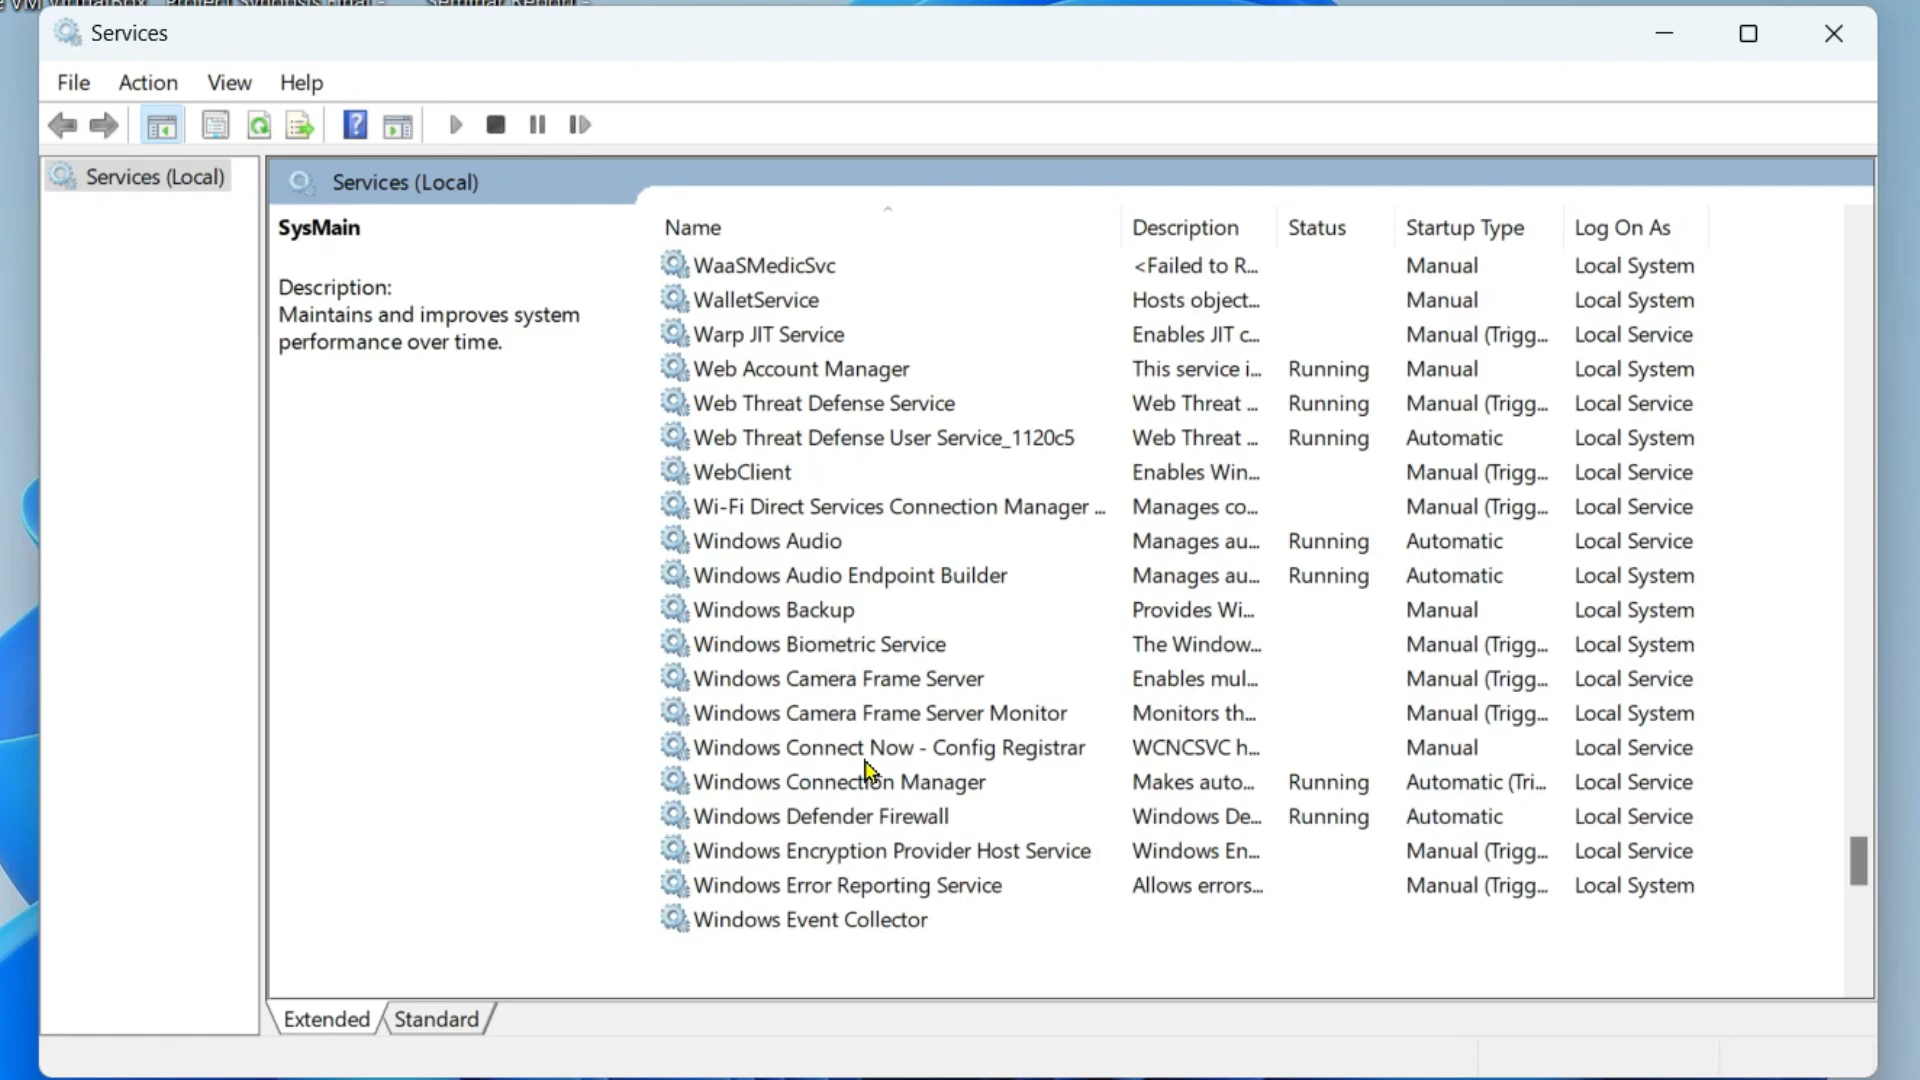 Services
File Action View Help
Services (Local)
Services (Local)
SysMain
Description:
Maintains and improves system
performance over time.
Name Description Status Startup Type Log On As
WaaSMedicSvc <Failed to R... Manual Local System
WalletService Hosts object... Manual Local System
Warp JIT Service Enables JIT c... Manual (Trigg... Local Service
Web Account Manager This service i... Running Manual Local System
Web Threat Defense Service Web Threat ... Running Manual (Trigg... Local Service
Web Threat Defense User Service_1120c5 Web Threat ... Running Automatic Local System
WebClient Enables Win... Manual (Trigg... Local Service
Wi-Fi Direct Services Connection Manager ... Manages co... Manual (Trigg... Local Service
Windows Audio Manages au... Running Automatic Local Service
Windows Audio Endpoint Builder Manages au... Running Automatic Local System
Windows Backup Provides Wi... Manual Local System
Windows Biometric Service The Window... Manual (Trigg... Local System
Windows Camera Frame Server Enables mul... Manual (Trigg... Local Service
Windows Camera Frame Server Monitor Monitors th... Manual (Trigg... Local System
Windows Connect Now - Config Registrar WCNCSVC h... Manual Local Service
Windows Connection Manager Makes auto... Running Automatic (Tri... Local Service
Windows Defender Firewall Windows De... Running Automatic Local Service
Windows Encryption Provider Host Service Windows En... Manual (Trigg... Local Service
Windows Error Reporting Service Allows errors... Manual (Trigg... Local System
Windows Event Collector
Extended Standard